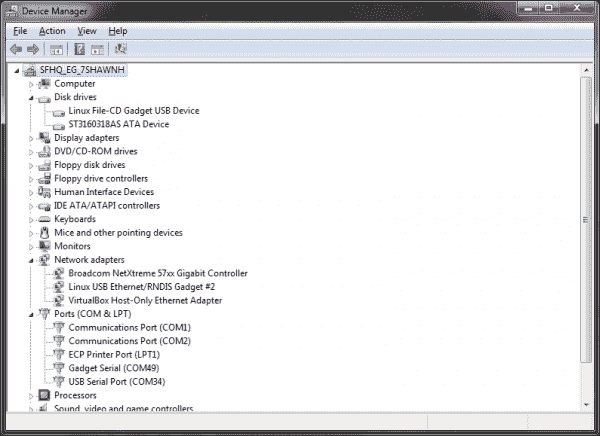 Device Manager
File Action View Help
SFHQ_EG_7SHAWNH
Computer
Disk drives
Linux File-CD Gadget USB Device
ST3160318AS ATA Device
Display adapters
DVD/CD-ROM drives
Floppy disk drives
Floppy drive controllers
Human Interface Devices
IDE ATA/ATAPI controllers
Keyboards
Mice and other pointing devices
Monitors
Network adapters
Broadcom NetXtreme 57xx Gigabit Controller
Linux USB Ethernet/RNDIS Gadget #2
VirtualBox Host-Only Ethernet Adapter
Ports (COM & LPT)
Communications Port (COM1)
Communications Port (COM2)
ECP Printer Port (LPT1)
Gadget Serial (COM49)
USB Serial Port (COM34)
Processors
Sound, video and game controllers